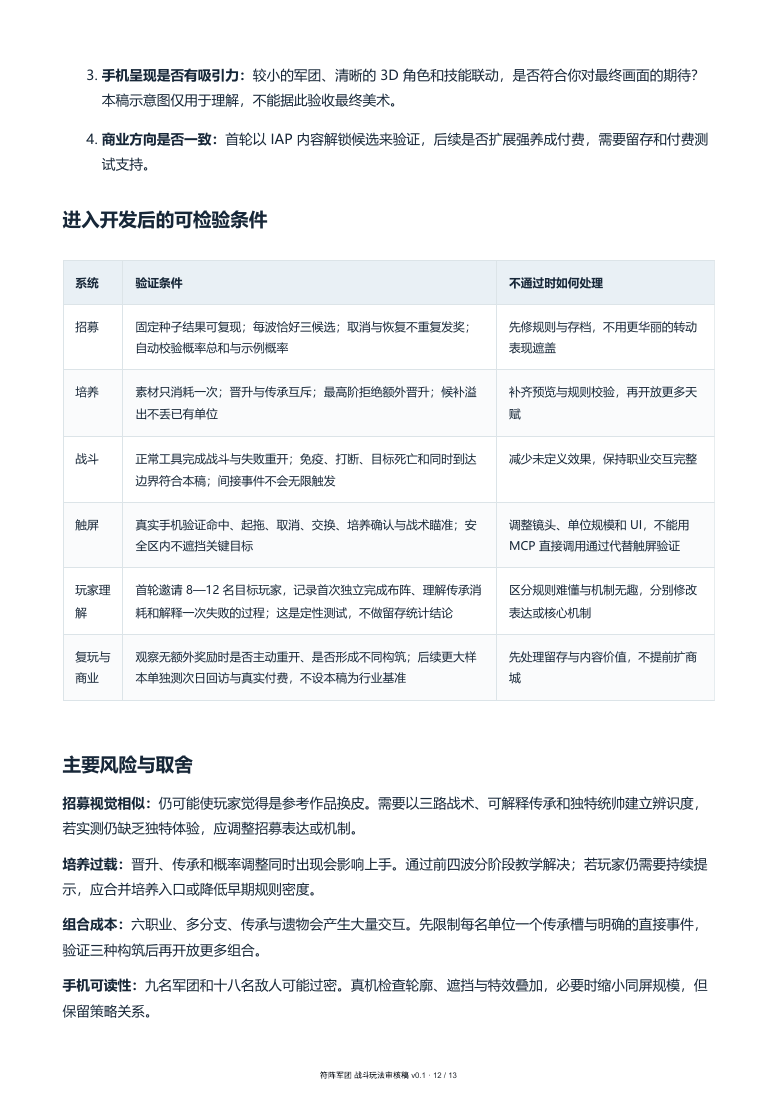 3. 手机呈现是否有吸引力：较小的军团、清晰的 3D 角色和技能联动，是否符合你对最终画面的期待？
本稿示意图仅用于理解，不能据此验收最终美术。
4. 商业方向是否一致：首轮以 IAP 内容解锁候选来验证，后续是否扩展强养成付费，需要留存和付费测
试支持。
进入开发后的可检验条件
系统 验证条件 不通过时如何处理
招募 固定种子结果可复现；每波恰好三候选；取消与恢复不重复发奖； 先修规则与存档，不用更华丽的转动
自动校验概率总和与示例概率 表现遮盖
培养 素材只消耗一次；晋升与传承互斥；最高阶拒绝额外晋升；候补溢 补齐预览与规则校验，再开放更多天
出不丢已有单位 赋
战斗 正常工具完成战斗与失败重开；免疫、打断、目标死亡和同时到达 减少未定义效果，保持职业交互完整
边界符合本稿；间接事件不会无限触发
触屏 真实手机验证命中、起拖、取消、交换、培养确认与战术瞄准；安 调整镜头、单位规模和 UI，不能用
全区内不遮挡关键目标 MCP 直接调用通过代替触屏验证
玩家理 首轮邀请 8—12 名目标玩家，记录首次独立完成布阵、理解传承消 区分规则难懂与机制无趣，分别修改
解 耗和解释一次失败的过程；这是定性测试，不做留存统计结论 表达或核心机制
复玩与 观察无额外奖励时是否主动重开、是否形成不同构筑；后续更大样 先处理留存与内容价值，不提前扩商
商业 本单独测次日回访与真实付费，不设本稿为行业基准 城
主要风险与取舍
招募视觉相似：仍可能使玩家觉得是参考作品换皮。需要以三路战术、可解释传承和独特统帅建立辨识度，
若实测仍缺乏独特体验，应调整招募表达或机制。
培养过载：晋升、传承和概率调整同时出现会影响上手。通过前四波分阶段教学解决；若玩家仍需要持续提
示，应合并培养入口或降低早期规则密度。
组合成本：六职业、多分支、传承与遗物会产生大量交互。先限制每名单位一个传承槽与明确的直接事件，
验证三种构筑后再开放更多组合。
手机可读性：九名军团和十八名敌人可能过密。真机检查轮廓、遮挡与特效叠加，必要时缩小同屏规模，但
保留策略关系。
符阵军团 战斗玩法审核稿 v0.1 · 12 / 13